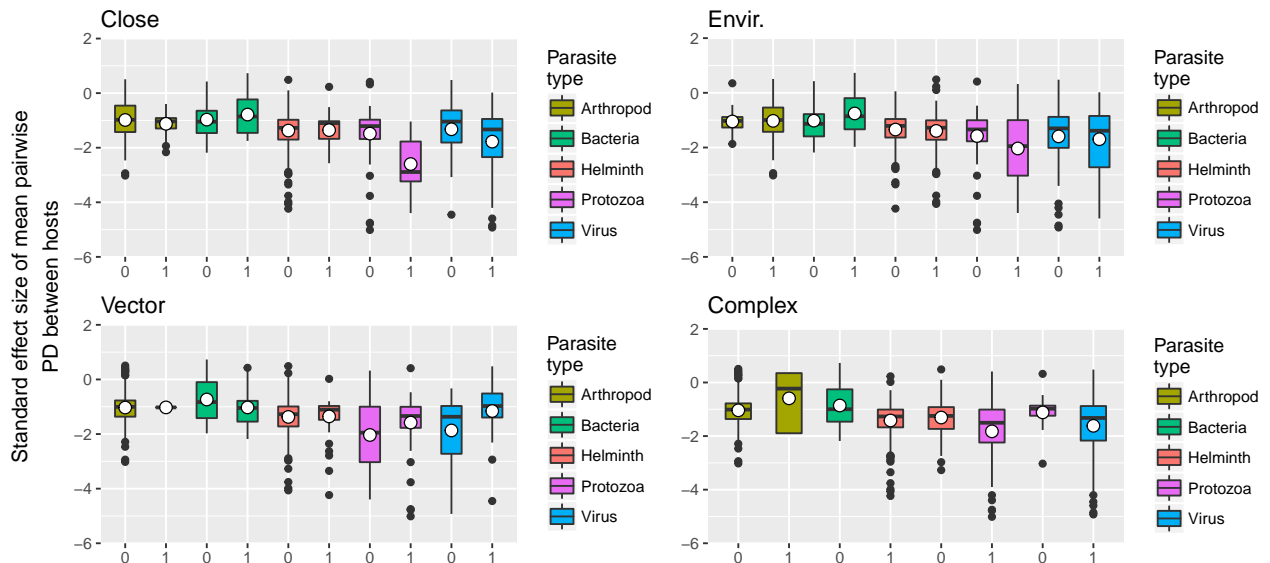 Standard effect size of mean pairwise
PD between hosts
Close
2
0
−2
−4
−6
0 1 0 1 0 1 0 1 0 1
Parasite
type
Arthropod
Bacteria
Helminth
Protozoa
Virus
Envir.
2
0
−2
−4
−6
0 1 0 1 0 1 0 1 0 1
Parasite
type
Arthropod
Bacteria
Helminth
Protozoa
Virus
Vector
2
0
−2
−4
−6
0 1 0 1 0 1 0 1 0 1
Parasite
type
Arthropod
Bacteria
Helminth
Protozoa
Virus
Complex
2
0
−2
−4
−6
0 1 0 0 1 1 0 1
Parasite
type
Arthropod
Bacteria
Helminth
Protozoa
Virus